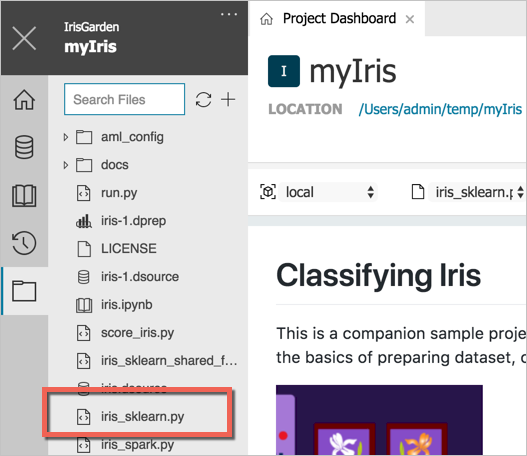 IrisGarden
myIris
Search Files
aml_config
docs
run.py
iris-1.dprep
LICENSE
iris-1.dsource
iris.ipynb
score_iris.py
iris_sklearn_shared_f...
iris.dsource
iris_sklearn.py
iris_spark.py
Project Dashboard
I
myIris
LOCATION /Users/admin/temp/myIris
local iris_sklearn.p
Classifying Iris
This is a companion sample proje
the basics of preparing dataset, c